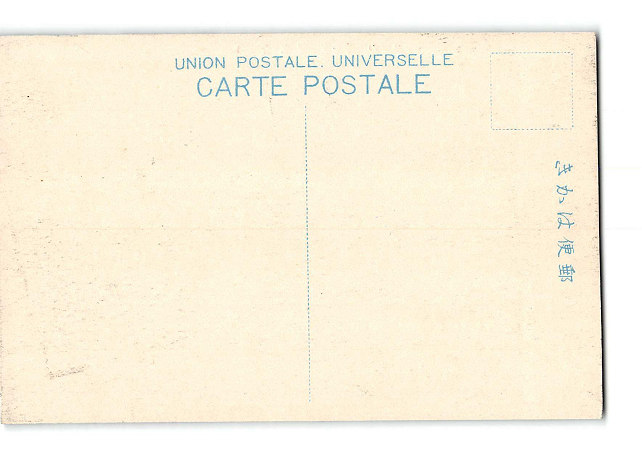 UNION POSTALE. UNIVERSELLE
CARTE POSTALE
きかは便郵